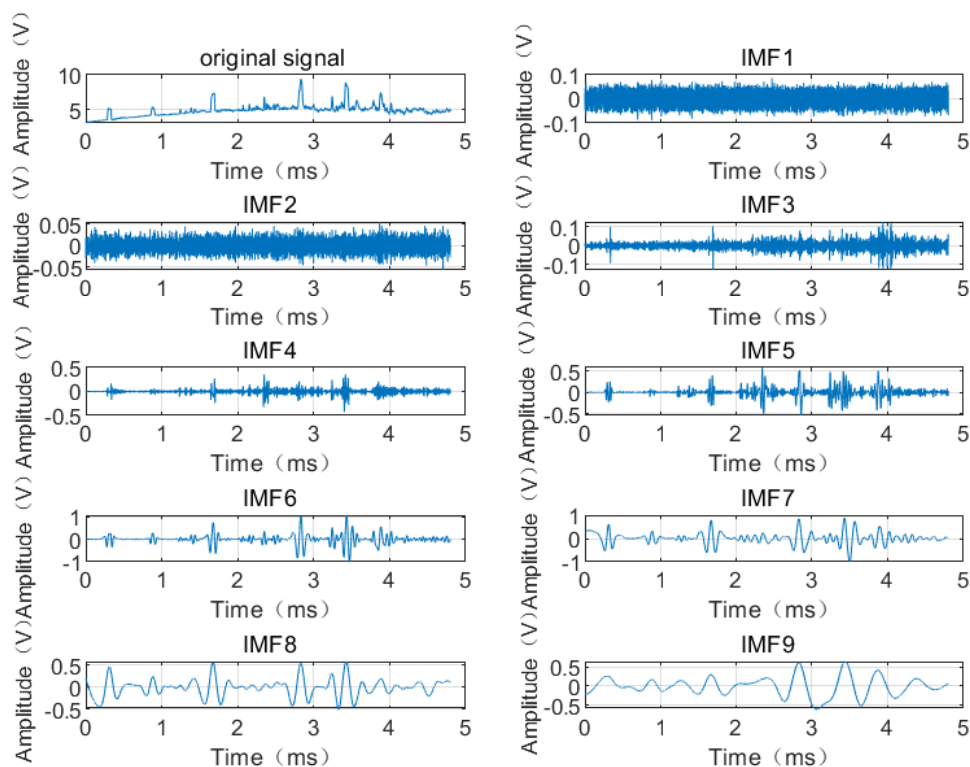 original signal
Amplitude（V）
10
5
0 1 2 3 4 5
Time（ms）
IMF1
Amplitude（V）
0.1
0
-0.1
0 1 2 3 4 5
Time（ms）
IMF2
Amplitude（V）
0.05
0
-0.05
0 1 2 3 4 5
Time（ms）
IMF3
Amplitude（V）
0.1
0
-0.1
0 1 2 3 4 5
Time（ms）
IMF4
Amplitude（V）
0.5
0
-0.5
0 1 2 3 4 5
Time（ms）
IMF5
Amplitude（V）
0.5
0
-0.5
0 1 2 3 4 5
Time（ms）
IMF6
Amplitude（V）
1
0
-1
0 1 2 3 4 5
Time（ms）
IMF7
Amplitude（V）
1
0
-1
0 1 2 3 4 5
Time（ms）
IMF8
Amplitude（V）
0.5
0
-0.5
0 1 2 3 4 5
Time（ms）
IMF9
Amplitude（V）
0.5
0
-0.5
0 1 2 3 4 5
Time（ms）